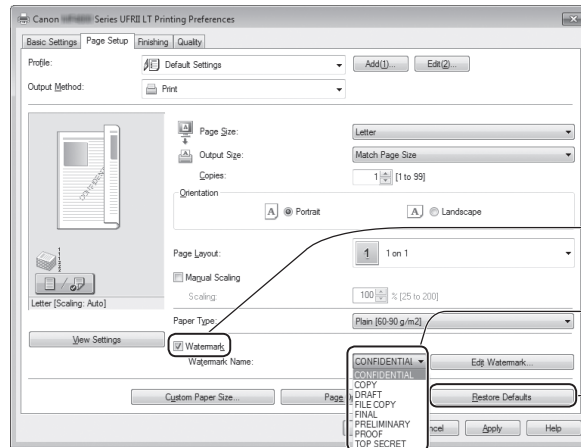 Canon Series UFRII LT Printing Preferences
Basic Settings Page Setup Finishing Quality
Profile: Default Settings Add(1)... Edit(2)...
Output Method: Print
Page Size: Letter
Output Size: Match Page Size
Copies: 1 [1 to 99]
Orientation
A Portrait A Landscape
Page Layout: 1 1 on 1
Manual Scaling
Scaling: 100 % [25 to 200]
CONFIDENTIAL
Letter [Scaling: Auto]
Paper Type: Plain [60-90 g/m2]
View Settings
Watermark
Watermark Name: CONFIDENTIAL Edit Watermark...
CONFIDENTIAL
COPY
DRAFT
FILE COPY
FINAL
PRELIMINARY
PROOF
TOP SECRET
Custom Paper Size... Page Restore Defaults
Apply Help